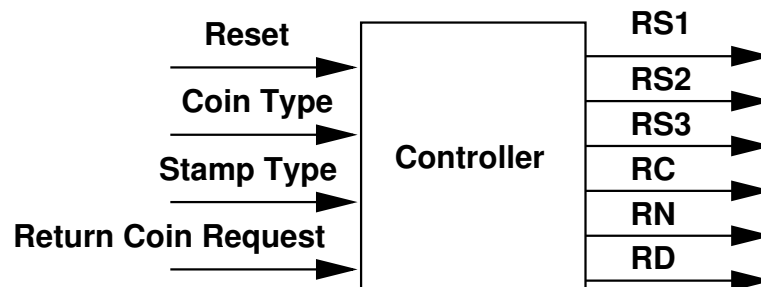 Reset
Coin Type
Stamp Type
Return Coin Request
Controller
RS1
RS2
RS3
RC
RN
RD